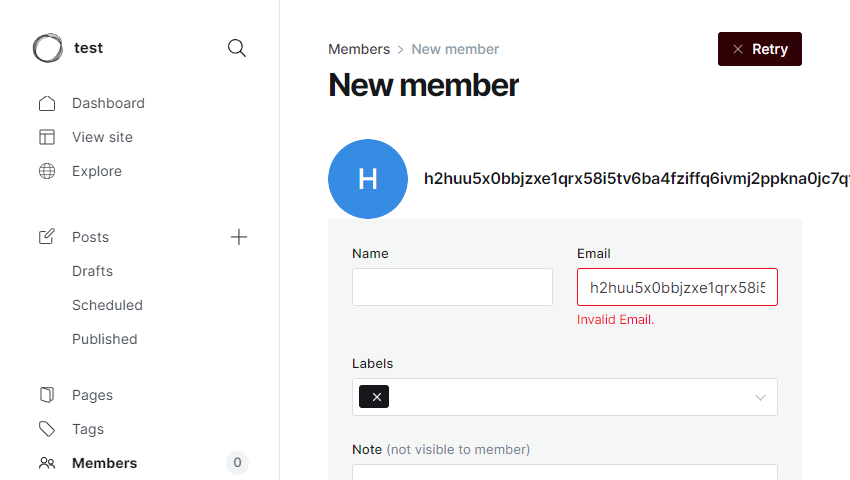 test
Dashboard
View site
Explore
Posts
Drafts
Scheduled
Published
Pages
Tags
Members 0
Members New member
Retry
New member
H
h2huu5x0bbjzxe1qrx58i5tv6ba4fziffq6ivmj2ppkna0jc7q
Name
Email
h2huu5x0bbjzxe1qrx58i5
Invalid Email.
Labels
Note (not visible to member)